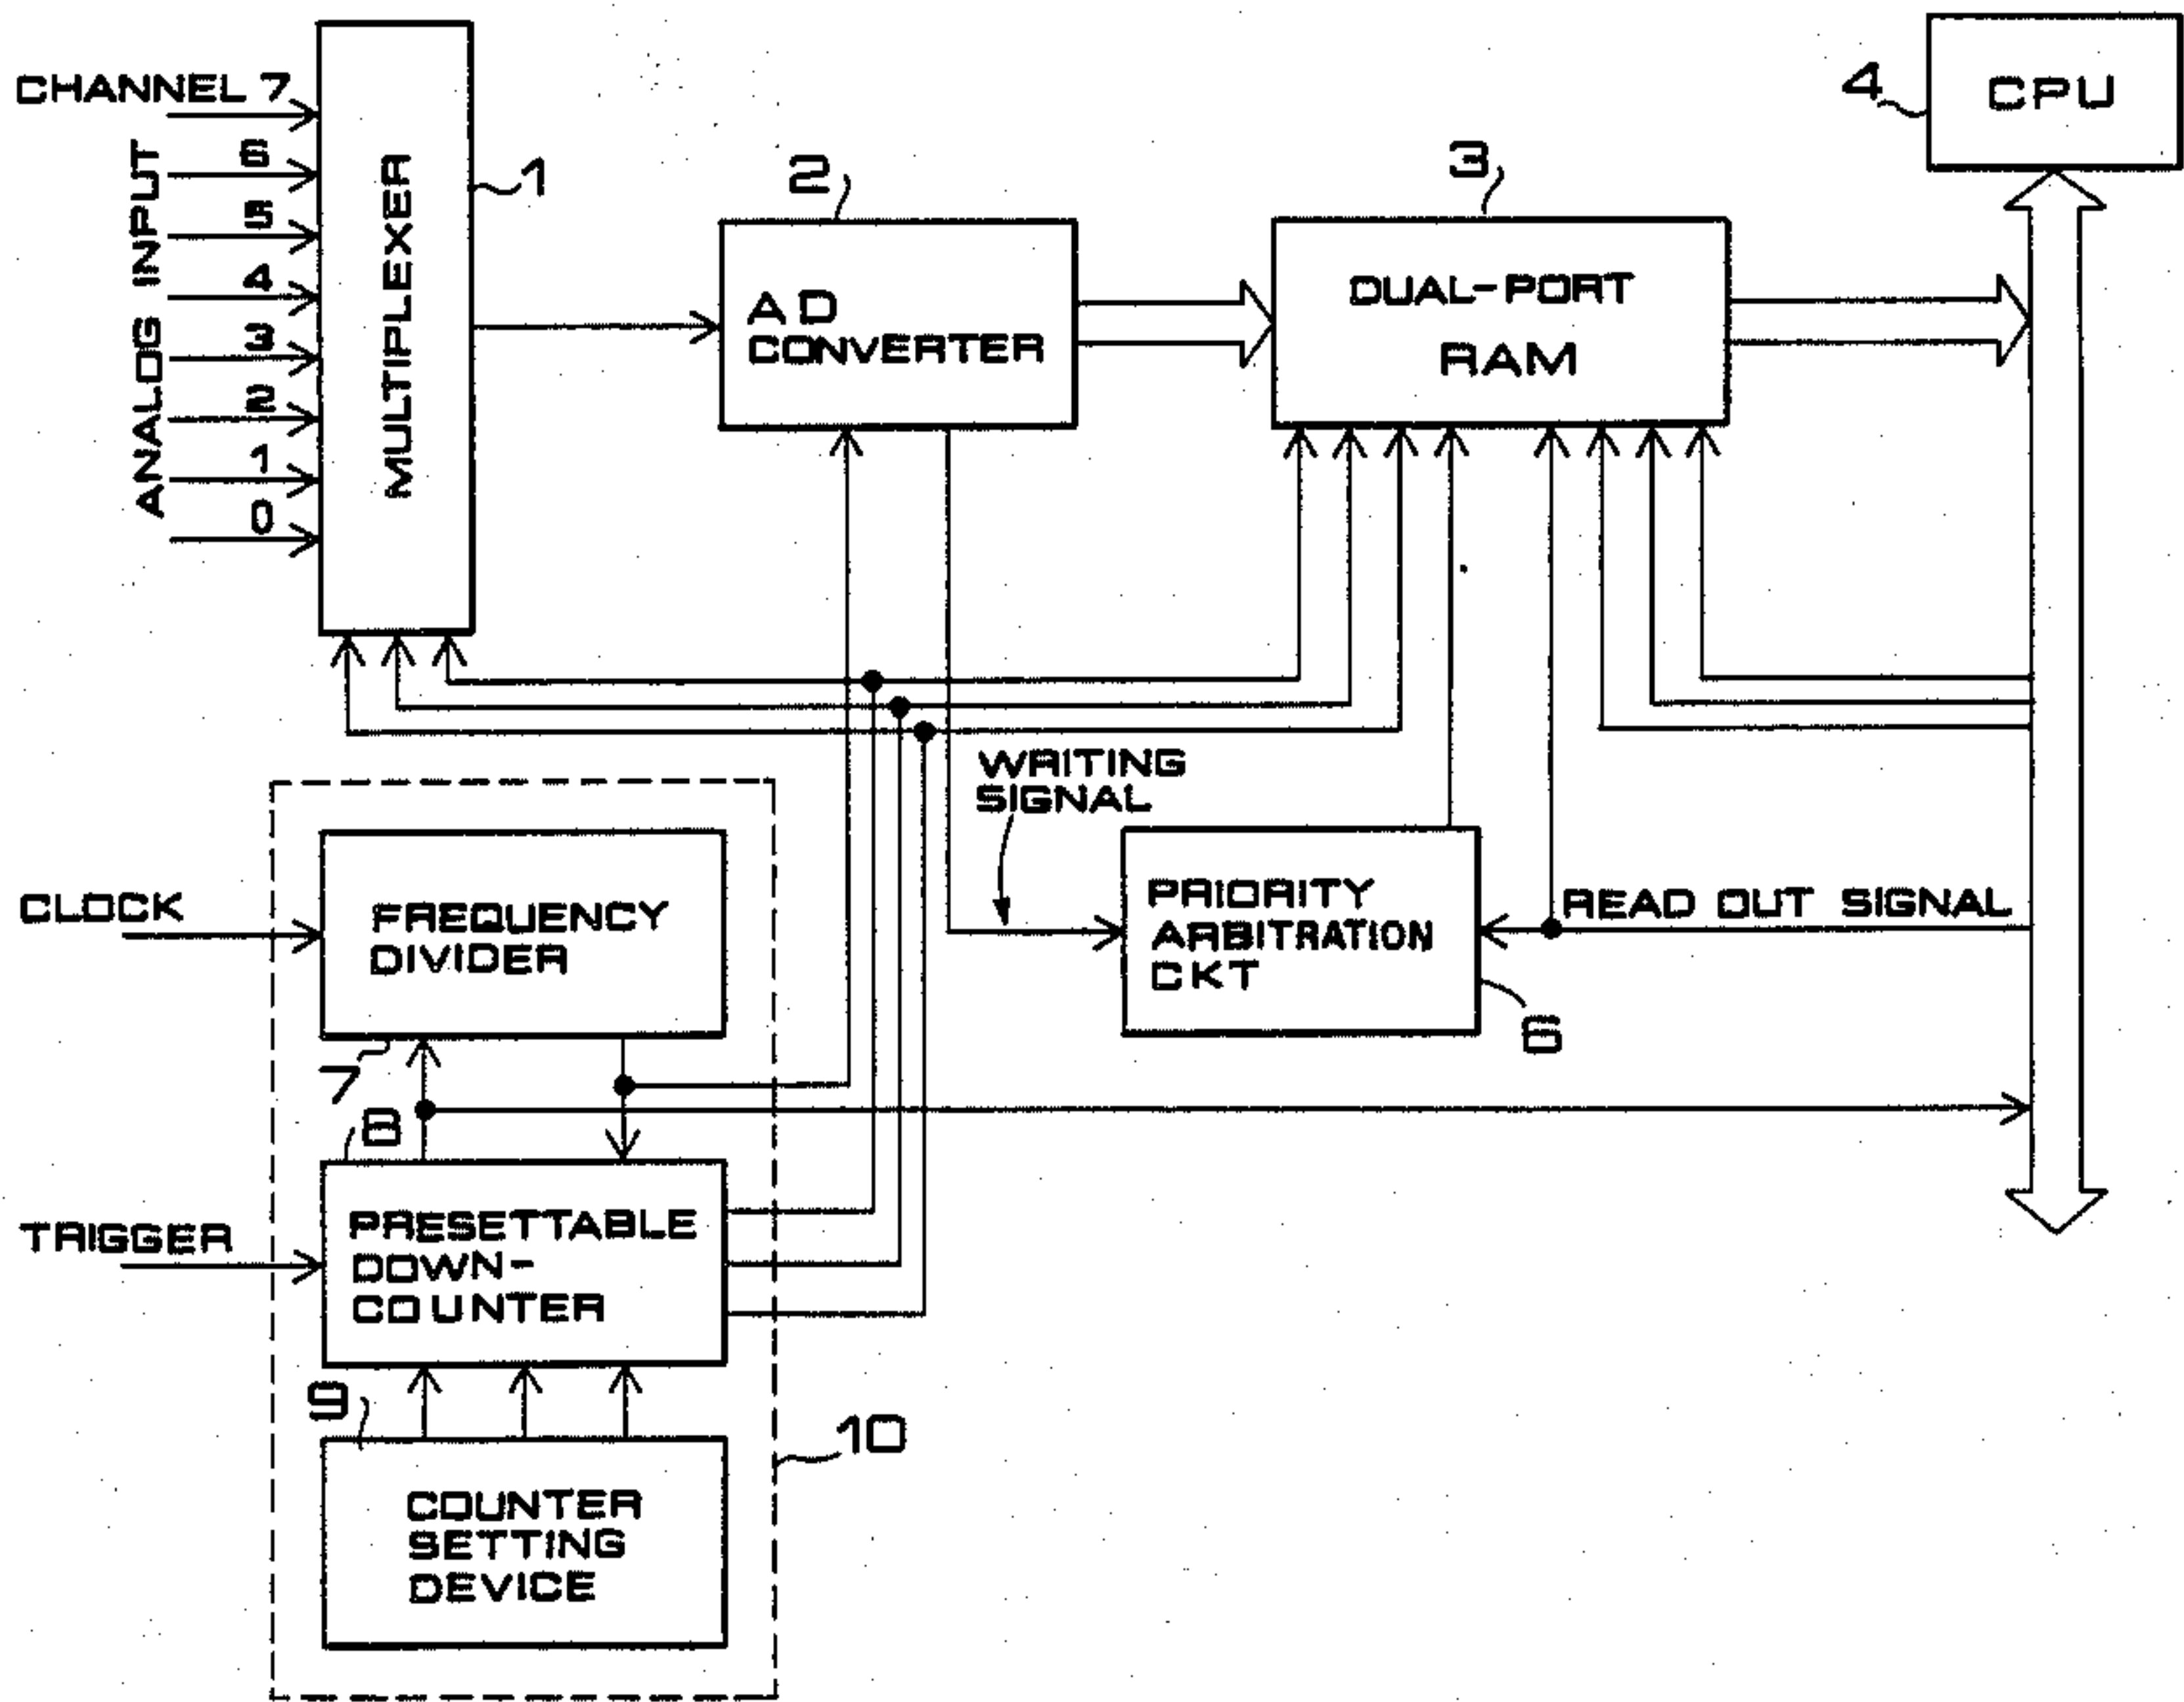 CHANNEL 7
6
5
4
3
2
1
0
ANALOG INPUT
MULTIPLEXER
1
2
AD
CONVERTER
3
DUAL-PORT
RAM
4
CPU
WRITING
SIGNAL
PRIORITY
ARBITRATION
CKT
6
READ OUT SIGNAL
CLOCK
FREQUENCY
DIVIDER
7
8
TRIGGER
PRESETTABLE
DOWN-
COUNTER
9
10
COUNTER
SETTING
DEVICE